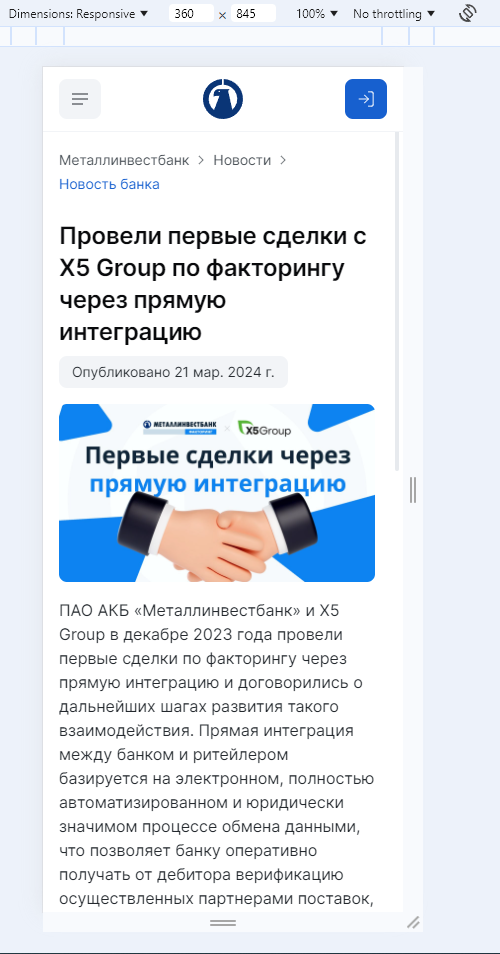 Dimensions: Responsive 360 × 845 100% No throttling
Металлинвестбанк > Новости >
Новость банка
Провели первые сделки с
X5 Group по факторингу
через прямую
интеграцию
Опубликовано 21 мар. 2024 г.
МЕТАЛЛИНВЕСТБАНК × X5Group
ФАКТОРИНГ
Первые сделки через
прямую интеграцию
ПАО АКБ «Металлинвестбанк» и X5
Group в декабре 2023 года провели
первые сделки по факторингу через
прямую интеграцию и договорились о
дальнейших шагах развития такого
взаимодействия. Прямая интеграция
между банком и ритейлером
базируется на электронном, полностью
автоматизированном и юридически
значимом процессе обмена данными,
что позволяет банку оперативно
получать от дебитора верификацию
осуществленных партнерами поставок,